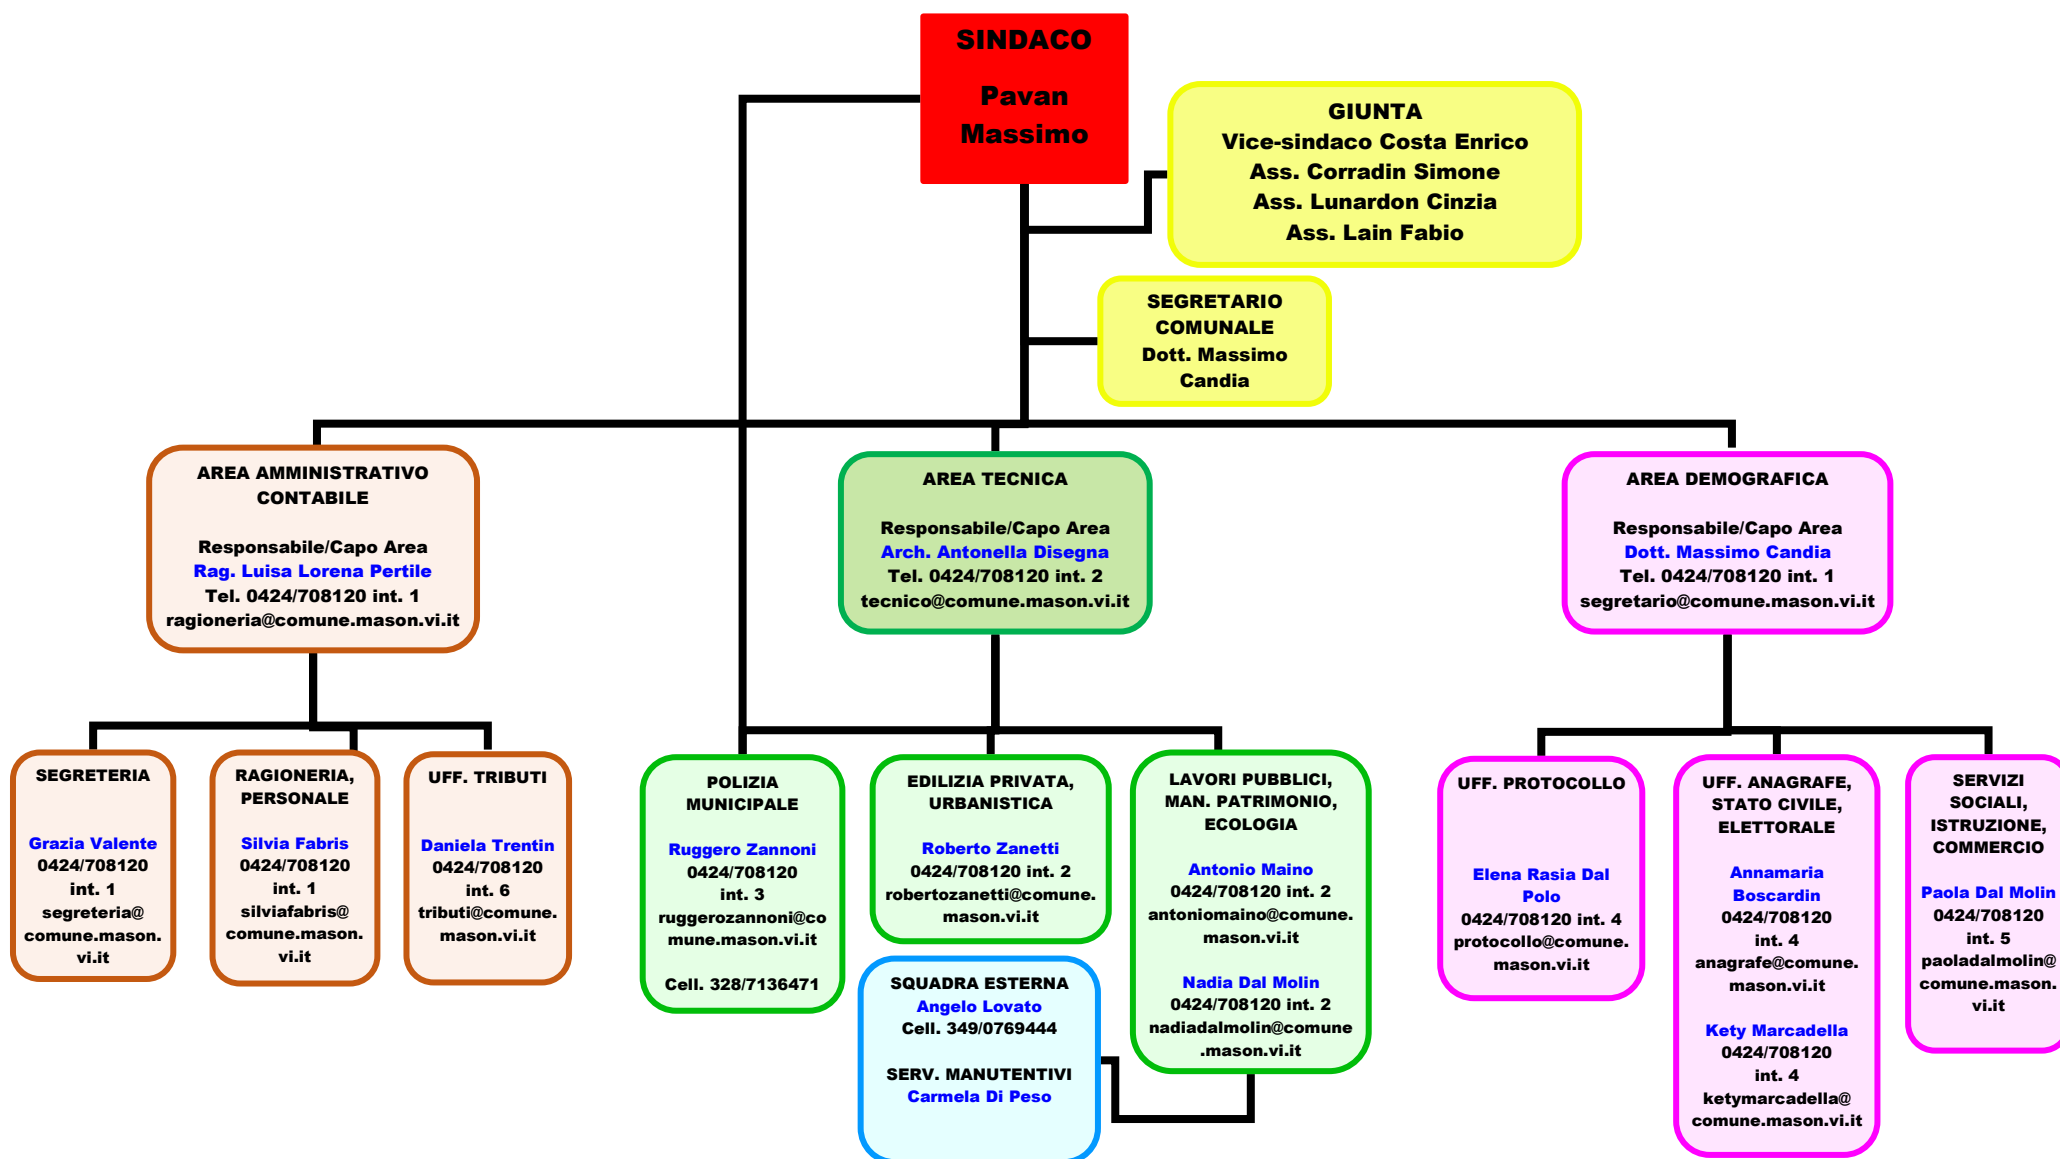 SINDACO
Pavan
Massimo
GIUNTA
Vice-sindaco Costa Enrico
Ass. Corradin Simone
Ass. Lunardon Cinzia
Ass. Lain Fabio
SEGRETARIO
COMUNALE
Dott. Massimo
Candia
AREA AMMINISTRATIVO
CONTABILE
Responsabile/Capo Area
Rag. Luisa Lorena Pertile
Tel. 0424/708120 int. 1
ragioneria@comune.mason.vi.it
AREA TECNICA
Responsabile/Capo Area
Arch. Antonella Disegna
Tel. 0424/708120 int. 2
tecnico@comune.mason.vi.it
AREA DEMOGRAFICA
Responsabile/Capo Area
Dott. Massimo Candia
Tel. 0424/708120 int. 1
segretario@comune.mason.vi.it
SEGRETERIA
Grazia Valente
0424/708120
int. 1
segreteria@
comune.mason.
vi.it
RAGIONERIA,
PERSONALE
Silvia Fabris
0424/708120
int. 1
silviafabris@
comune.mason.
vi.it
UFF. TRIBUTI
Daniela Trentin
0424/708120
int. 6
tributi@comune.
mason.vi.it
POLIZIA
MUNICIPALE
Ruggero Zannoni
0424/708120
int. 3
ruggerozannoni@co
mune.mason.vi.it
Cell. 328/7136471
EDILIZIA PRIVATA,
URBANISTICA
Roberto Zanetti
0424/708120 int. 2
robertozanetti@comune.
mason.vi.it
LAVORI PUBBLICI,
MAN. PATRIMONIO,
ECOLOGIA
Antonio Maino
0424/708120 int. 2
antoniomaino@comune.
mason.vi.it
Nadia Dal Molin
0424/708120 int. 2
nadiadalmolin@comune
.mason.vi.it
SQUADRA ESTERNA
Angelo Lovato
Cell. 349/0769444
SERV. MANUTENTIVI
Carmela Di Peso
UFF. PROTOCOLLO
Elena Rasia Dal
Polo
0424/708120 int. 4
protocollo@comune.
mason.vi.it
UFF. ANAGRAFE,
STATO CIVILE,
ELETTORALE
Annamaria
Boscardin
0424/708120
int. 4
anagrafe@comune.
mason.vi.it
Kety Marcadella
0424/708120
int. 4
ketymarcadella@
comune.mason.vi.it
SERVIZI
SOCIALI,
ISTRUZIONE,
COMMERCIO
Paola Dal Molin
0424/708120
int. 5
paoladalmolin@
comune.mason.
vi.it